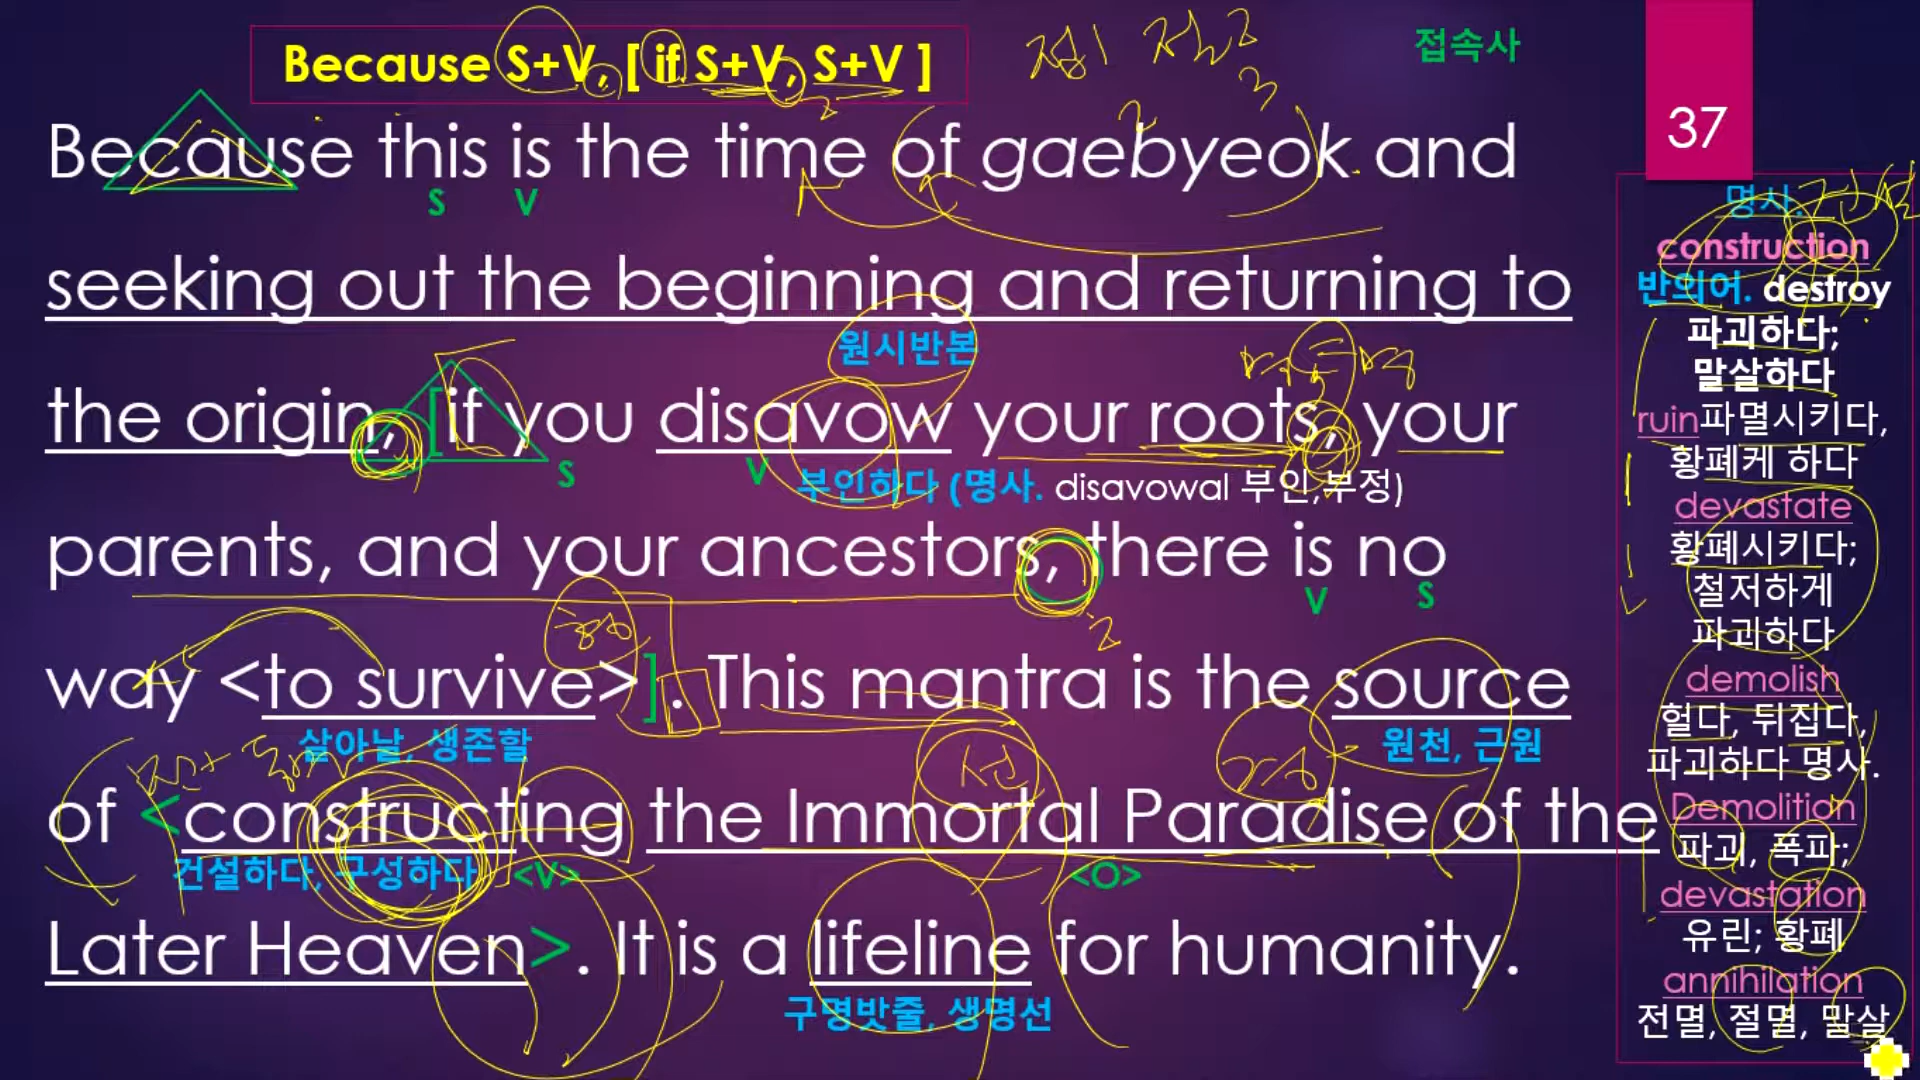 Because S+V, [ if S+V, S+V ]
접1 절2
3
접속사
37
Because this is the time of gaebyeok and
S V
seeking out the beginning and returning to
원시반본
the origin, [if you disavow your roots, your
S V
부인하다 (명사. disavowal 부인,부정)
parents, and your ancestors, there is no
V S
2
way <to survive>]. This mantra is the source
살아날, 생존할
원천, 근원
of <constructing the Immortal Paradise of the
건설하다, 구성하다 <V> <O>
Later Heaven>. It is a lifeline for humanity.
구명밧줄, 생명선
명사. 건설
construction
반의어. destroy
파괴하다;
말살하다
ruin파멸시키다,
황폐케 하다
devastate
황폐시키다;
철저하게
파괴하다
demolish
헐다, 뒤집다,
파괴하다 명사.
Demolition
파괴, 폭파;
devastation
유린; 황폐
annihilation
전멸, 절멸, 말살